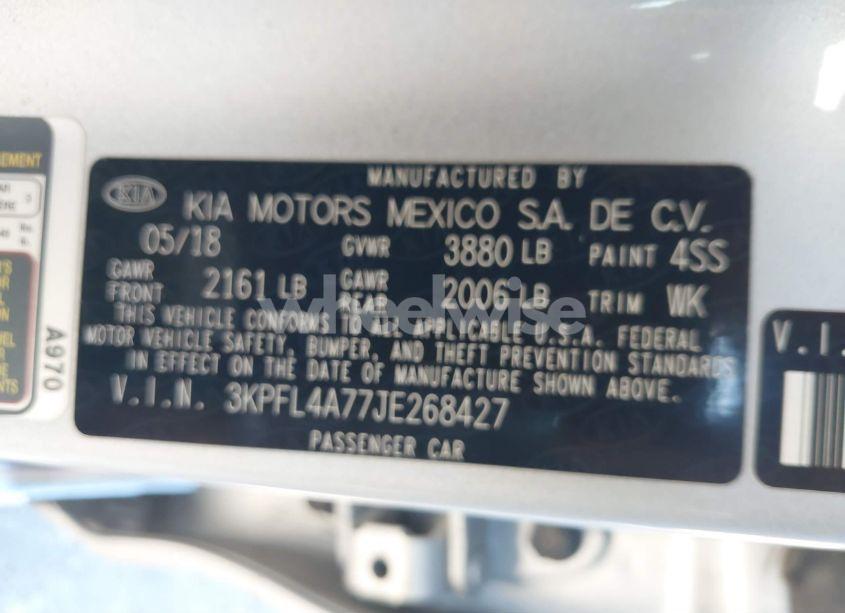 MANUFACTURED BY
KIA KIA MOTORS MEXICO S.A. DE C.V.
05/18 GVWR 3880 LB PAINT 4SS
GAWR FRONT 2161 LB GAWR REAR 2006 LB TRIM WK
THIS VEHICLE CONFORMS TO ALL APPLICABLE U.S.A. FEDERAL
MOTOR VEHICLE SAFETY, BUMPER, AND THEFT PREVENTION STANDARDS
IN EFFECT ON THE DATE OF MANUFACTURE SHOWN ABOVE.
V.I.N. 3KPFL4A77JE268427
PASSENGER CAR
A970
V.I.
wheelwise